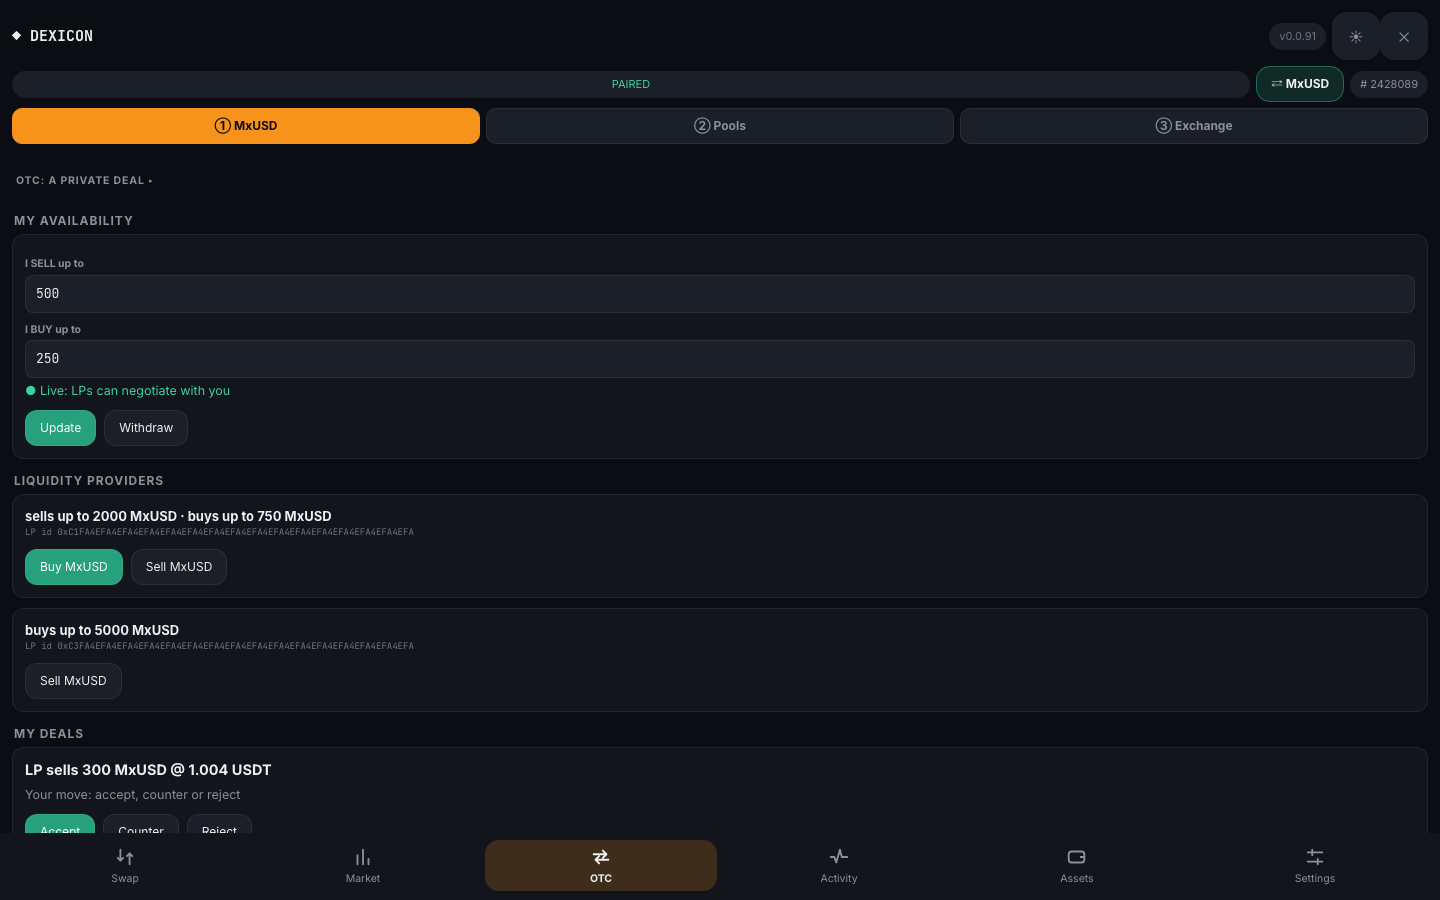 ◆ DEXICON
v0.0.91
PAIRED
⇄ MxUSD
# 2428089
① MxUSD
② Pools
③ Exchange
OTC: A PRIVATE DEAL ▸
MY AVAILABILITY
I SELL up to
500
I BUY up to
250
● Live: LPs can negotiate with you
Update
Withdraw
LIQUIDITY PROVIDERS
sells up to 2000 MxUSD · buys up to 750 MxUSD
LP id 0xC1FA4EFA4EFA4EFA4EFA4EFA4EFA4EFA4EFA4EFA4EFA4EFA4EFA4EFA4EFA4EFA
Buy MxUSD
Sell MxUSD
buys up to 5000 MxUSD
LP id 0xC3FA4EFA4EFA4EFA4EFA4EFA4EFA4EFA4EFA4EFA4EFA4EFA4EFA4EFA4EFA4EFA
Sell MxUSD
MY DEALS
LP sells 300 MxUSD @ 1.004 USDT
Your move: accept, counter or reject
Accept
Counter
Reject
Swap
Market
OTC
Activity
Assets
Settings